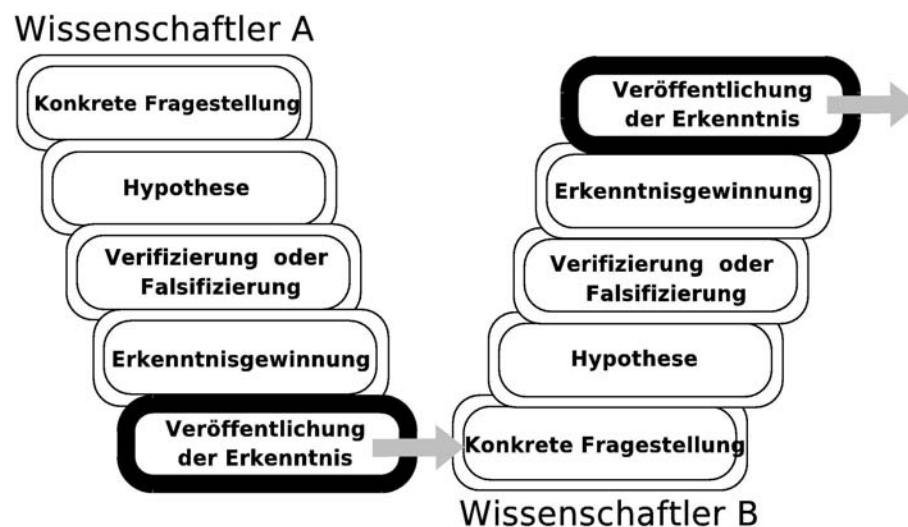 Wissenschaftler A
Konkrete Fragestellung
Hypothese
Verifizierung oder
Falsifizierung
Erkenntnisgewinnung
Veröffentlichung
der Erkenntnis
Veröffentlichung
der Erkenntnis
Erkenntnisgewinnung
Verifizierung oder
Falsifizierung
Hypothese
Konkrete Fragestellung
Wissenschaftler B